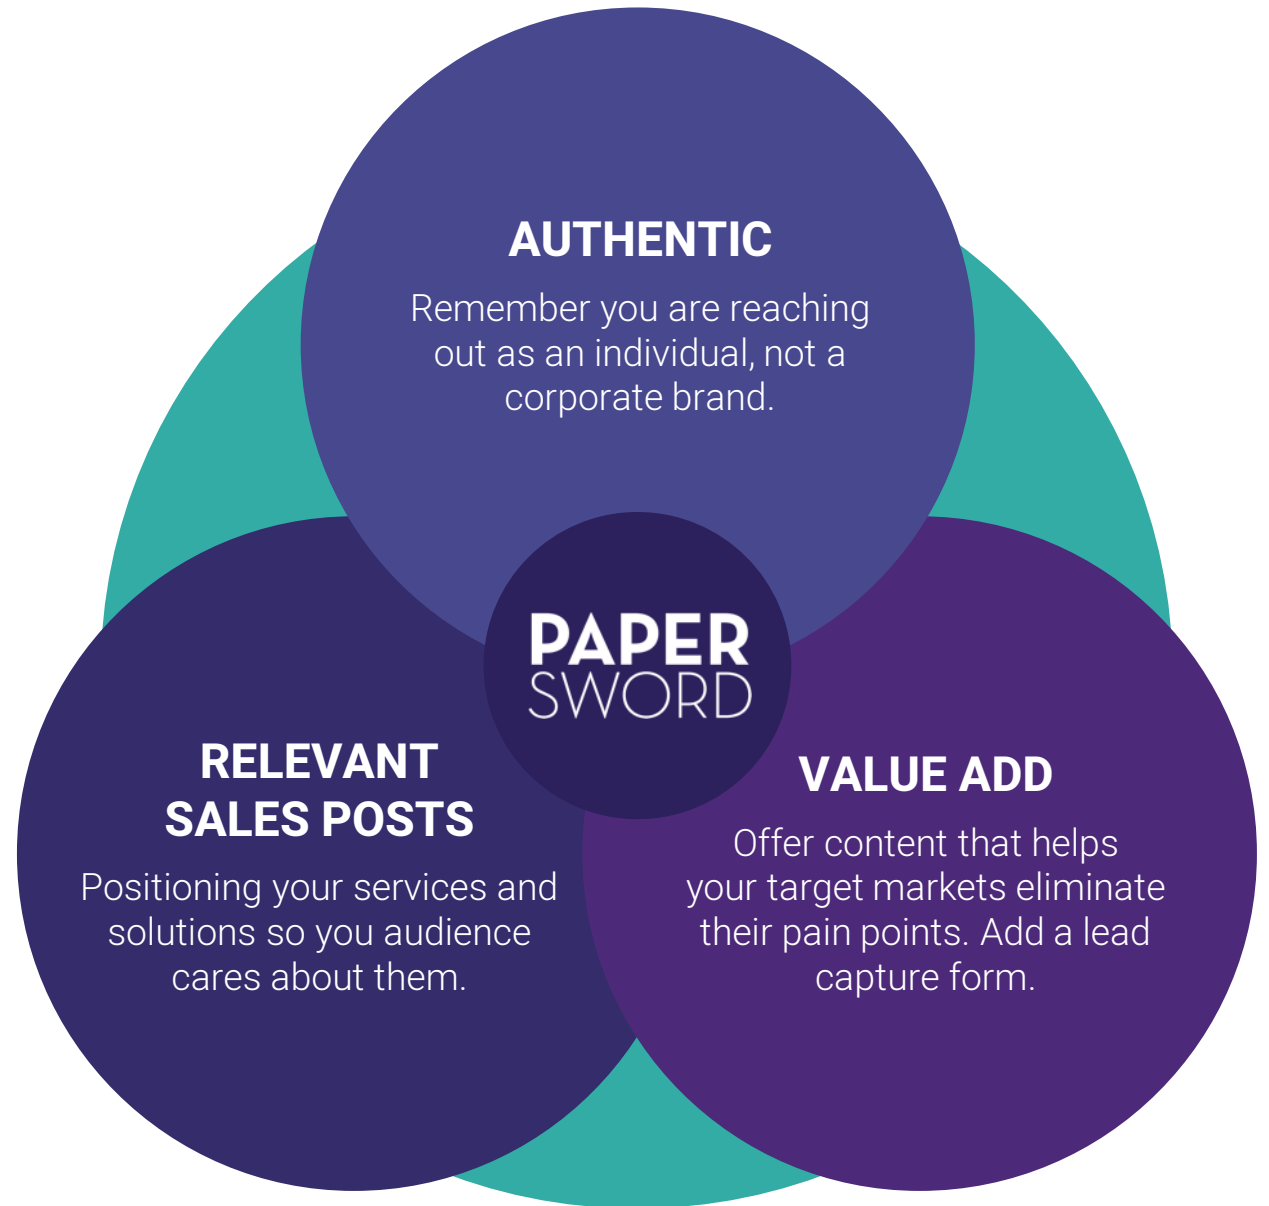 AUTHENTIC
Remember you are reaching
out as an individual, not a
corporate brand.
PAPER
SWORD
RELEVANT
SALES POSTS
Positioning your services and
solutions so you audience
cares about them.
VALUE ADD
Offer content that helps
your target markets eliminate
their pain points. Add a lead
capture form.